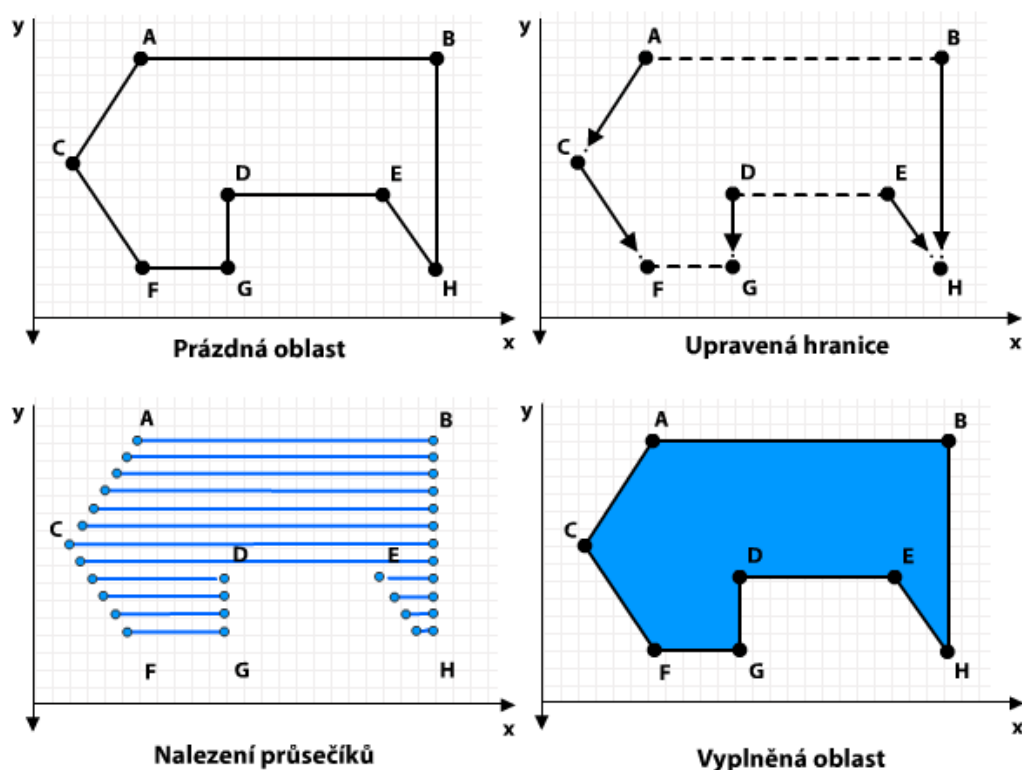 y
A
B
C
D
E
F
G
H
x
Prázdná oblast
y
A
B
C
D
E
F
G
H
x
Upravená hranice
y
A
B
C
D
E
F
G
H
x
Nalezení průsečíků
y
A
B
C
D
E
F
G
H
x
Vyplněná oblast